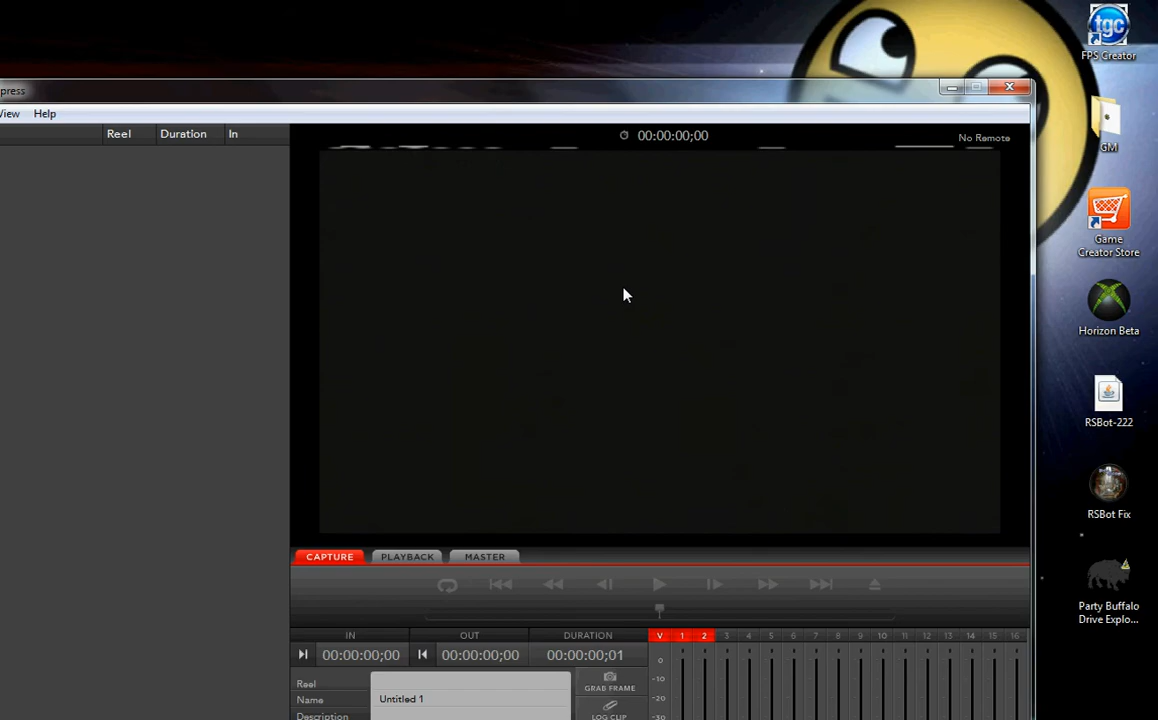 tgc
FPS Creator
press
View Help
Reel Duration In
00:00:00;00
No Remote
GM
Game
Creator Store
Horizon Beta
RSBot-222
RSBot Fix
Party Buffalo
Drive Explo...
CAPTURE PLAYBACK MASTER
IN OUT DURATION V 1 2 3 4 5 6 7 8 9 10 11 12 13 14 15 16
00:00:00;00 00:00:00;00 00:00:00;01
0
-10
-20
-30
Reel
Name Untitled 1
Description
GRAB FRAME
LOG CLIP